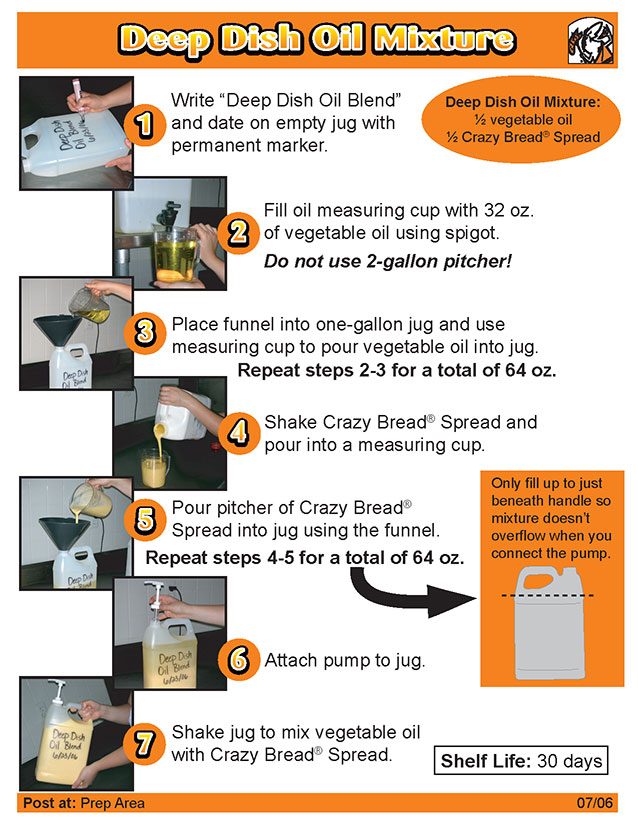 Deep Dish Oil Mixture
1
Write “Deep Dish Oil Blend”
and date on empty jug with
permanent marker.
Deep Dish Oil Mixture:
½ vegetable oil
½ Crazy Bread® Spread
Deep Dish
Oil Blend
2
Fill oil measuring cup with 32 oz.
of vegetable oil using spigot.
Do not use 2-gallon pitcher!
3
Place funnel into one-gallon jug and use
measuring cup to pour vegetable oil into jug.
Repeat steps 2-3 for a total of 64 oz.
Deep Dish
Oil Blend
4
Shake Crazy Bread® Spread and
pour into a measuring cup.
5
Pour pitcher of Crazy Bread®
Spread into jug using the funnel.
Repeat steps 4-5 for a total of 64 oz.
Deep Dish
Only fill up to just
beneath handle so
mixture doesn’t
overflow when you
connect the pump.
6
Attach pump to jug.
Deep Dish
Oil Blend
6/23/06
7
Shake jug to mix vegetable oil
with Crazy Bread® Spread.
Deep Dish
Oil Blend
6/23/06
Shelf Life: 30 days
Post at: Prep Area
07/06